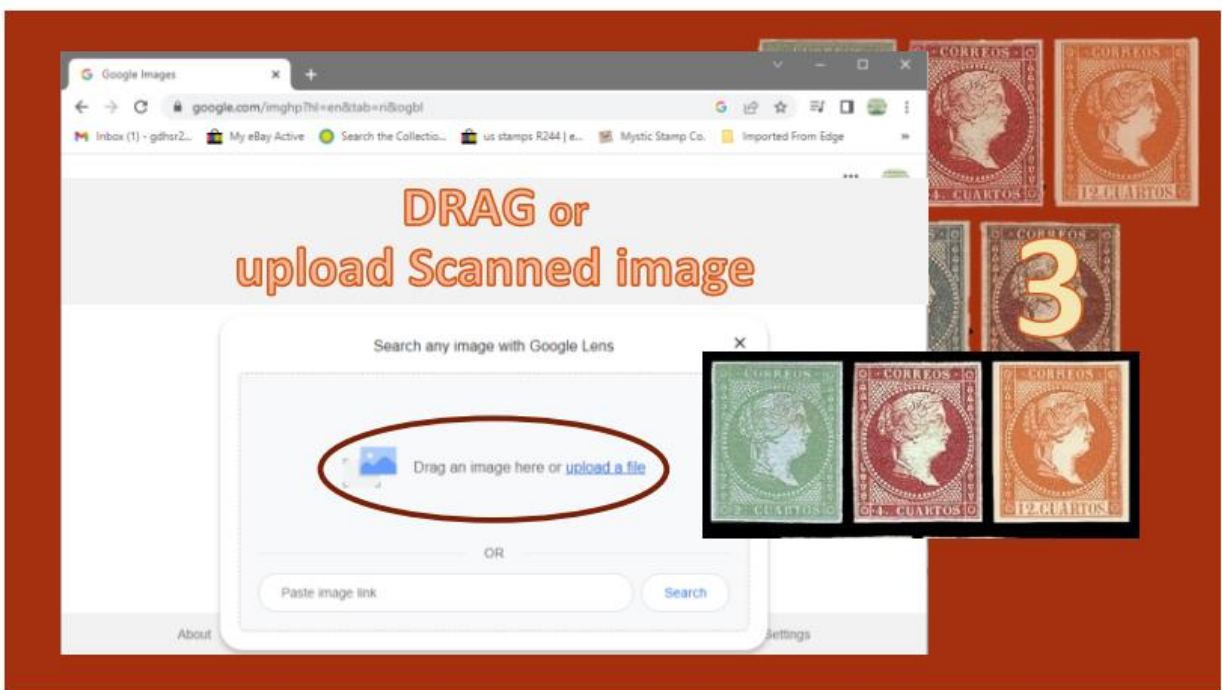 Google Images
google.com/imghp?hl=en&tab=ri&ogbl
Inbox (1) - gdhsr2... My eBay Active Search the Collectio... us stamps R244 | e... Mystic Stamp Co. Imported From Edge
DRAG or
upload Scanned image
Search any image with Google Lens
Drag an image here or upload a file
OR
Paste image link
Search
About
Settings
CORREOS
CORREOS
4. CUARTOS
12.CUARTOS
CORREOS
3
CORREOS
CORREOS
CORREOS
2. CUARTOS
4. CUARTOS
12.CUARTOS